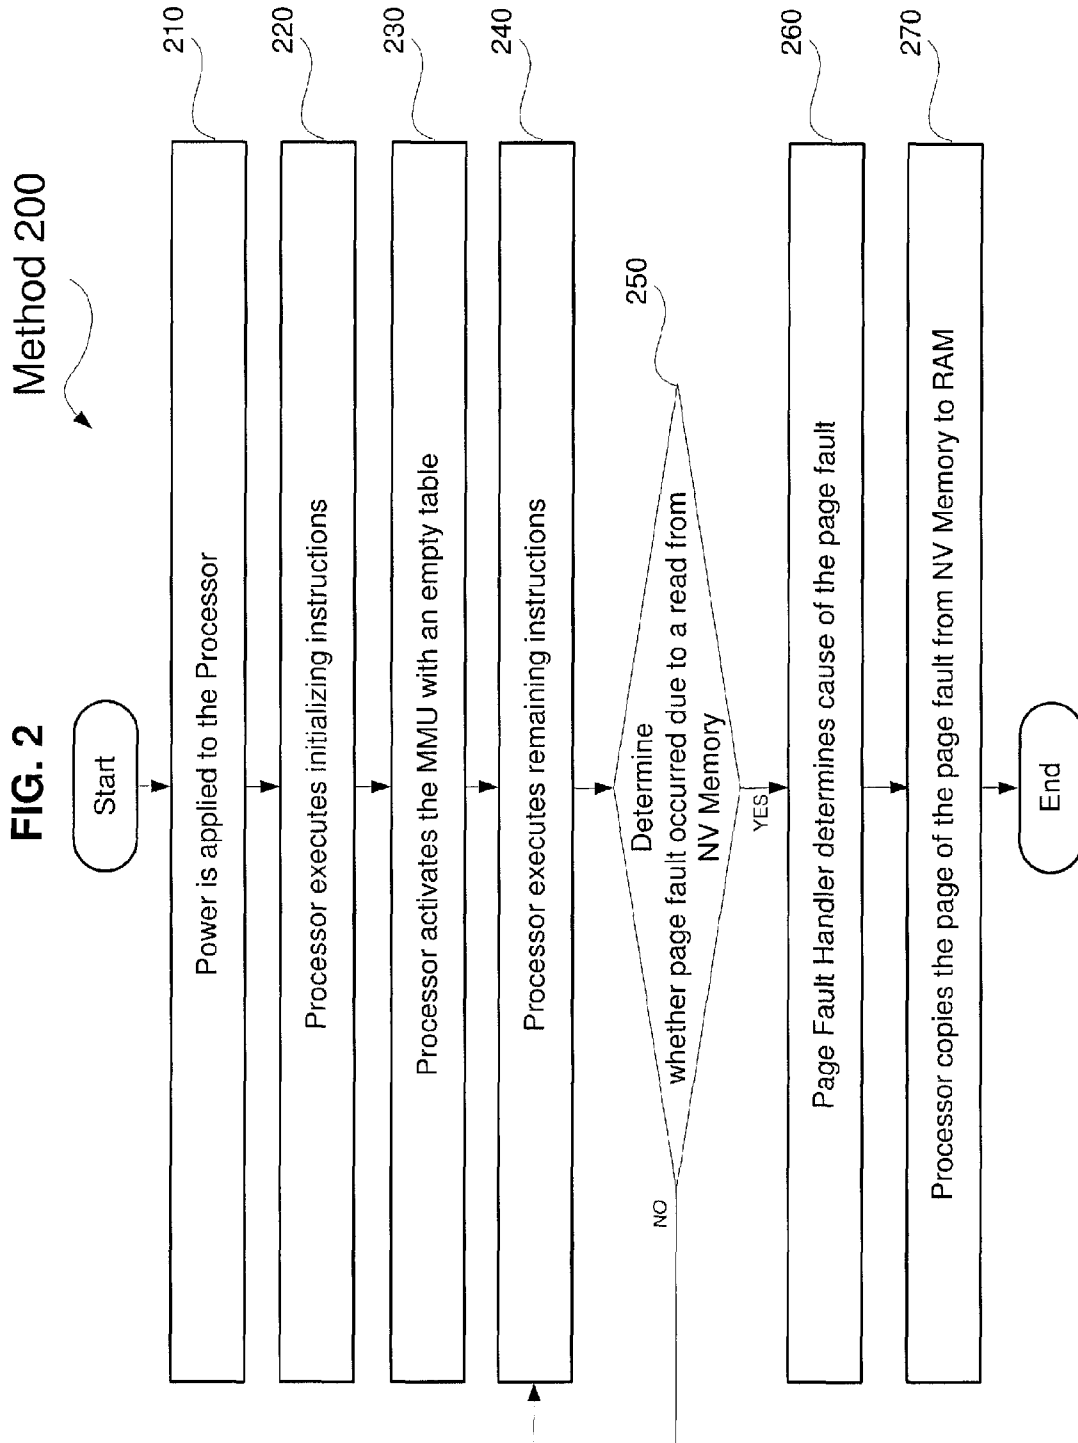 FIG. 2
Method 200
Start
Power is applied to the Processor
210
Processor executes initializing instructions
220
Processor activates the MMU with an empty table
230
Processor executes remaining instructions
240
Determine
whether page fault occurred due to a read from
NV Memory
250
NO
YES
Page Fault Handler determines cause of the page fault
260
Processor copies the page of the page fault from NV Memory to RAM
270
End